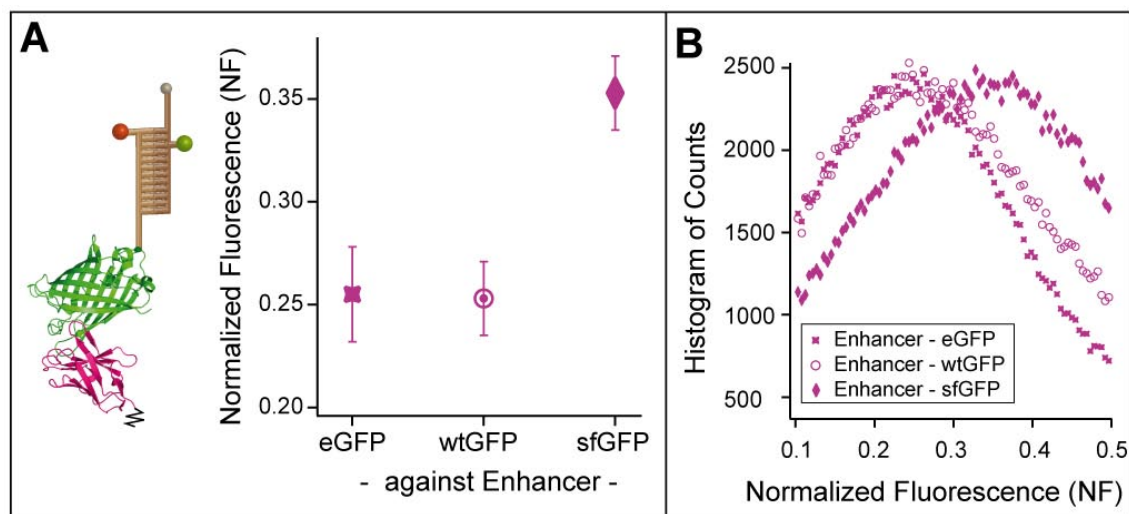 A
Normalized Fluorescence (NF)
0.35
0.30
0.25
0.20
eGFP wtGFP sfGFP
- against Enhancer -
B
Histogram of Counts
2500
2000
1500
1000
500
Enhancer - eGFP
Enhancer - wtGFP
Enhancer - sfGFP
0.1 0.2 0.3 0.4 0.5
Normalized Fluorescence (NF)